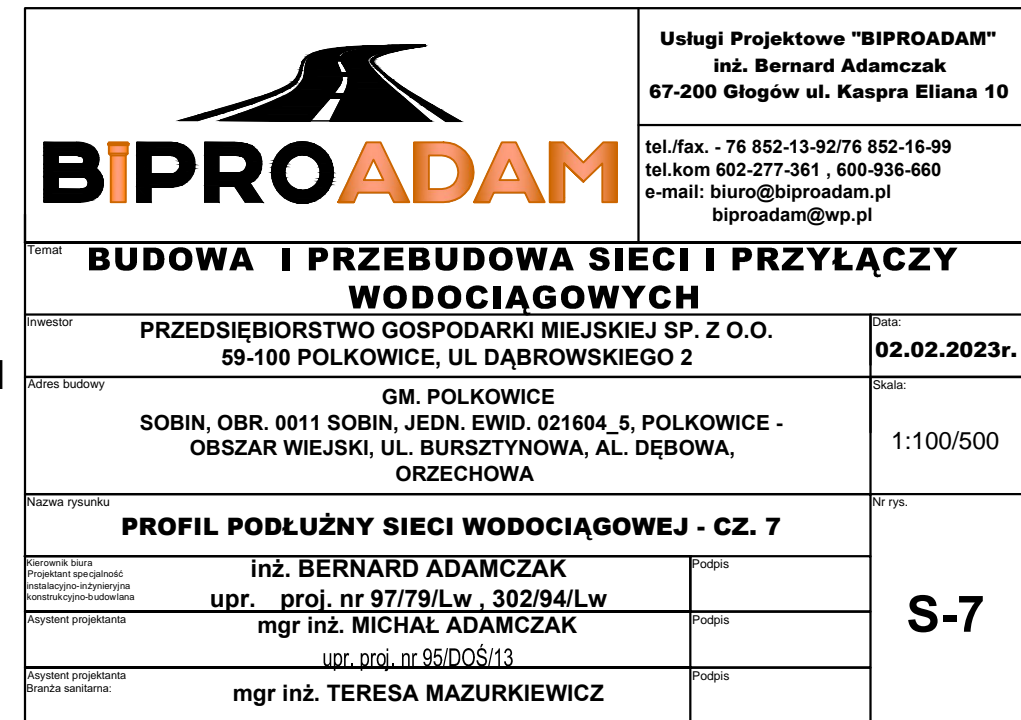 BIPROADAM
Usługi Projektowe "BIPROADAM"
inż. Bernard Adamczak
67-200 Głogów ul. Kaspra Eliana 10
tel./fax. - 76 852-13-92/76 852-16-99
tel.kom 602-277-361 , 600-936-660
e-mail: biuro@biproadam.pl
biproadam@wp.pl
Temat
BUDOWA I PRZEBUDOWA SIECI I PRZYŁĄCZY
WODOCIĄGOWYCH
Inwestor
PRZEDSIĘBIORSTWO GOSPODARKI MIEJSKIEJ SP. Z O.O.
59-100 POLKOWICE, UL DĄBROWSKIEGO 2
Data:
02.02.2023r.
Adres budowy
GM. POLKOWICE
SOBIN, OBR. 0011 SOBIN, JEDN. EWID. 021604_5, POLKOWICE -
OBSZAR WIEJSKI, UL. BURSZTYNOWA, AL. DĘBOWA,
ORZECHOWA
Skala:
1:100/500
Nazwa rysunku
PROFIL PODŁUŻNY SIECI WODOCIĄGOWEJ - CZ. 7
Nr rys.
S-7
Kierownik biura
Projektant specjalność
instalacyjno-inżynieryjna
konstrukcyjno-budowlana
inż. BERNARD ADAMCZAK
upr. proj. nr 97/79/Lw , 302/94/Lw
Podpis
Asystent projektanta
mgr inż. MICHAŁ ADAMCZAK
upr. proj. nr 95/DOŚ/13
Podpis
Asystent projektanta
Branża sanitarna:
mgr inż. TERESA MAZURKIEWICZ
Podpis